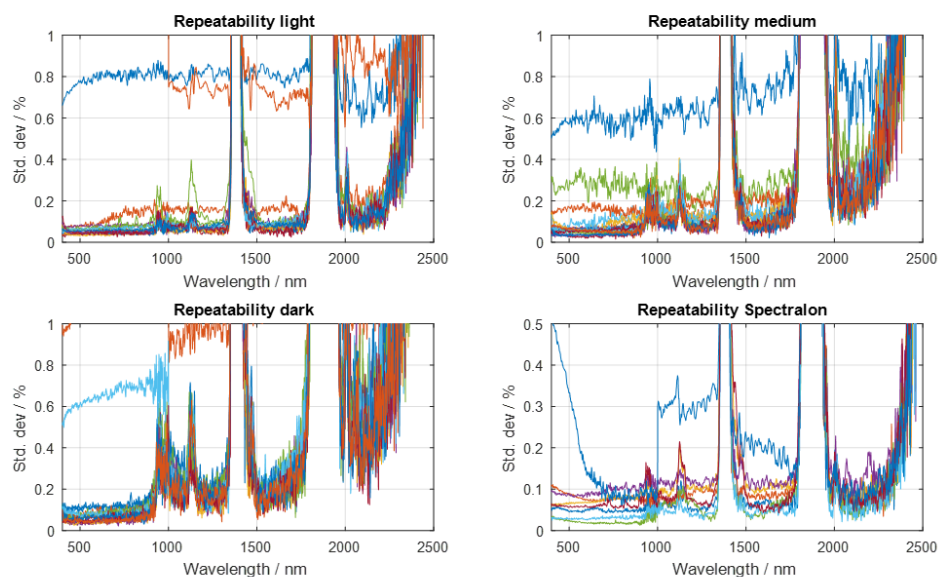 Repeatability light
Std. dev / %
1
0.8
0.6
0.4
0.2
0
500 1000 1500 2000 2500
Wavelength / nm
Repeatability medium
Std. dev / %
1
0.8
0.6
0.4
0.2
0
500 1000 1500 2000 2500
Wavelength / nm
Repeatability dark
Std. dev / %
1
0.8
0.6
0.4
0.2
0
500 1000 1500 2000 2500
Wavelength / nm
Repeatability Spectralon
Std. dev / %
0.5
0.4
0.3
0.2
0.1
0
500 1000 1500 2000 2500
Wavelength / nm